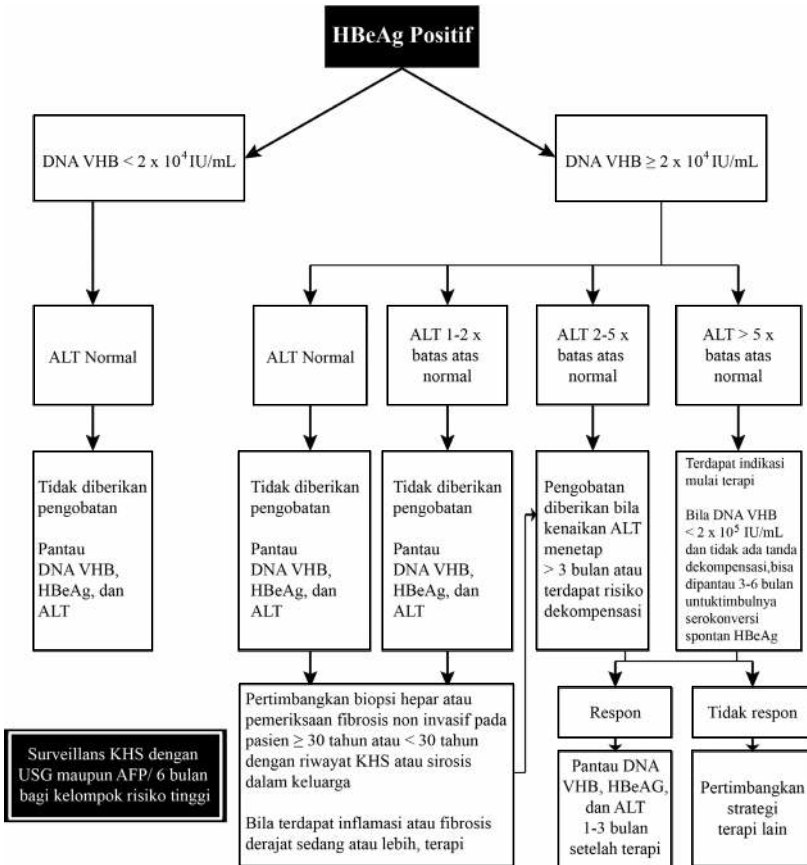 HBeAg Positif
DNA VHB < 2 x 10⁴ IU/mL
DNA VHB ≥ 2 x 10⁴ IU/mL
ALT Normal
ALT Normal
ALT 1-2 x
batas atas
normal
ALT 2-5 x
batas atas
normal
ALT > 5 x
batas atas
normal
Tidak diberikan
pengobatan
Pantau
DNA VHB,
HBeAg, dan
ALT
Tidak diberikan
pengobatan
Pantau
DNA VHB,
HBeAg, dan
ALT
Tidak diberikan
pengobatan
Pantau
DNA VHB,
HBeAg, dan
ALT
Pengobatan
diberikan bila
kenaikan ALT
menetap
> 3 bulan atau
terdapat risiko
dekompensasi
Terdapat indikasi
mulai terapi
Bila DNA VHB
< 2 x 10⁵ IU/mL
dan tidak ada tanda
dekompensasi,bisa
dipantau 3-6 bulan
untuktimbulnya
serokonversi
spontan HBeAg
Pertimbangkan biopsi hepar atau
pemeriksaan fibrosis non invasif pada
pasien ≥ 30 tahun atau < 30 tahun
dengan riwayat KHS atau sirosis
dalam keluarga
Bila terdapat inflamasi atau fibrosis
derajat sedang atau lebih, terapi
Respon
Tidak respon
Surveillans KHS dengan
USG maupun AFP/ 6 bulan
bagi kelompok risiko tinggi
Pantau DNA
VHB, HBeAG,
dan ALT
1-3 bulan
setelah terapi
Pertimbangkan
strategi
terapi lain